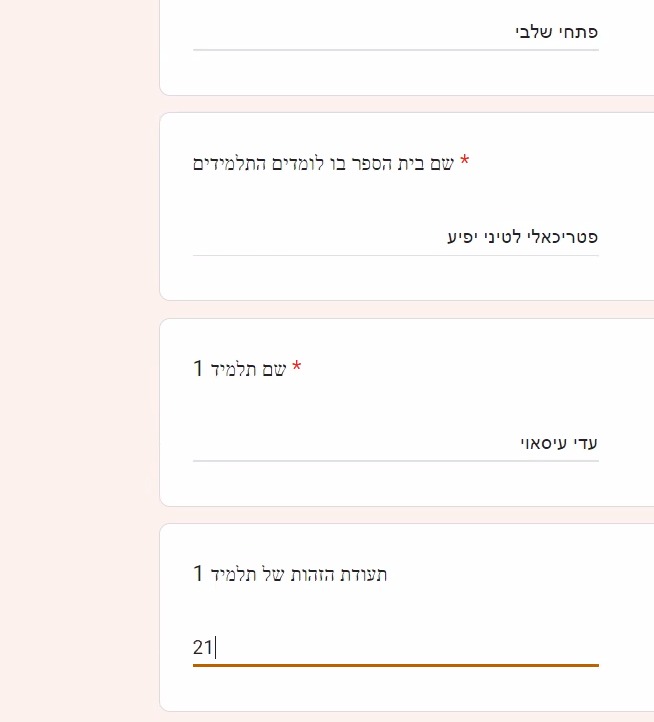 פתחי שלבי
שם בית הספר בו לומדים התלמידים *
פטריכאלי לטיני יפיע
שם תלמיד 1 *
עדי עיסאוי
תעודת הזהות של תלמיד 1
21